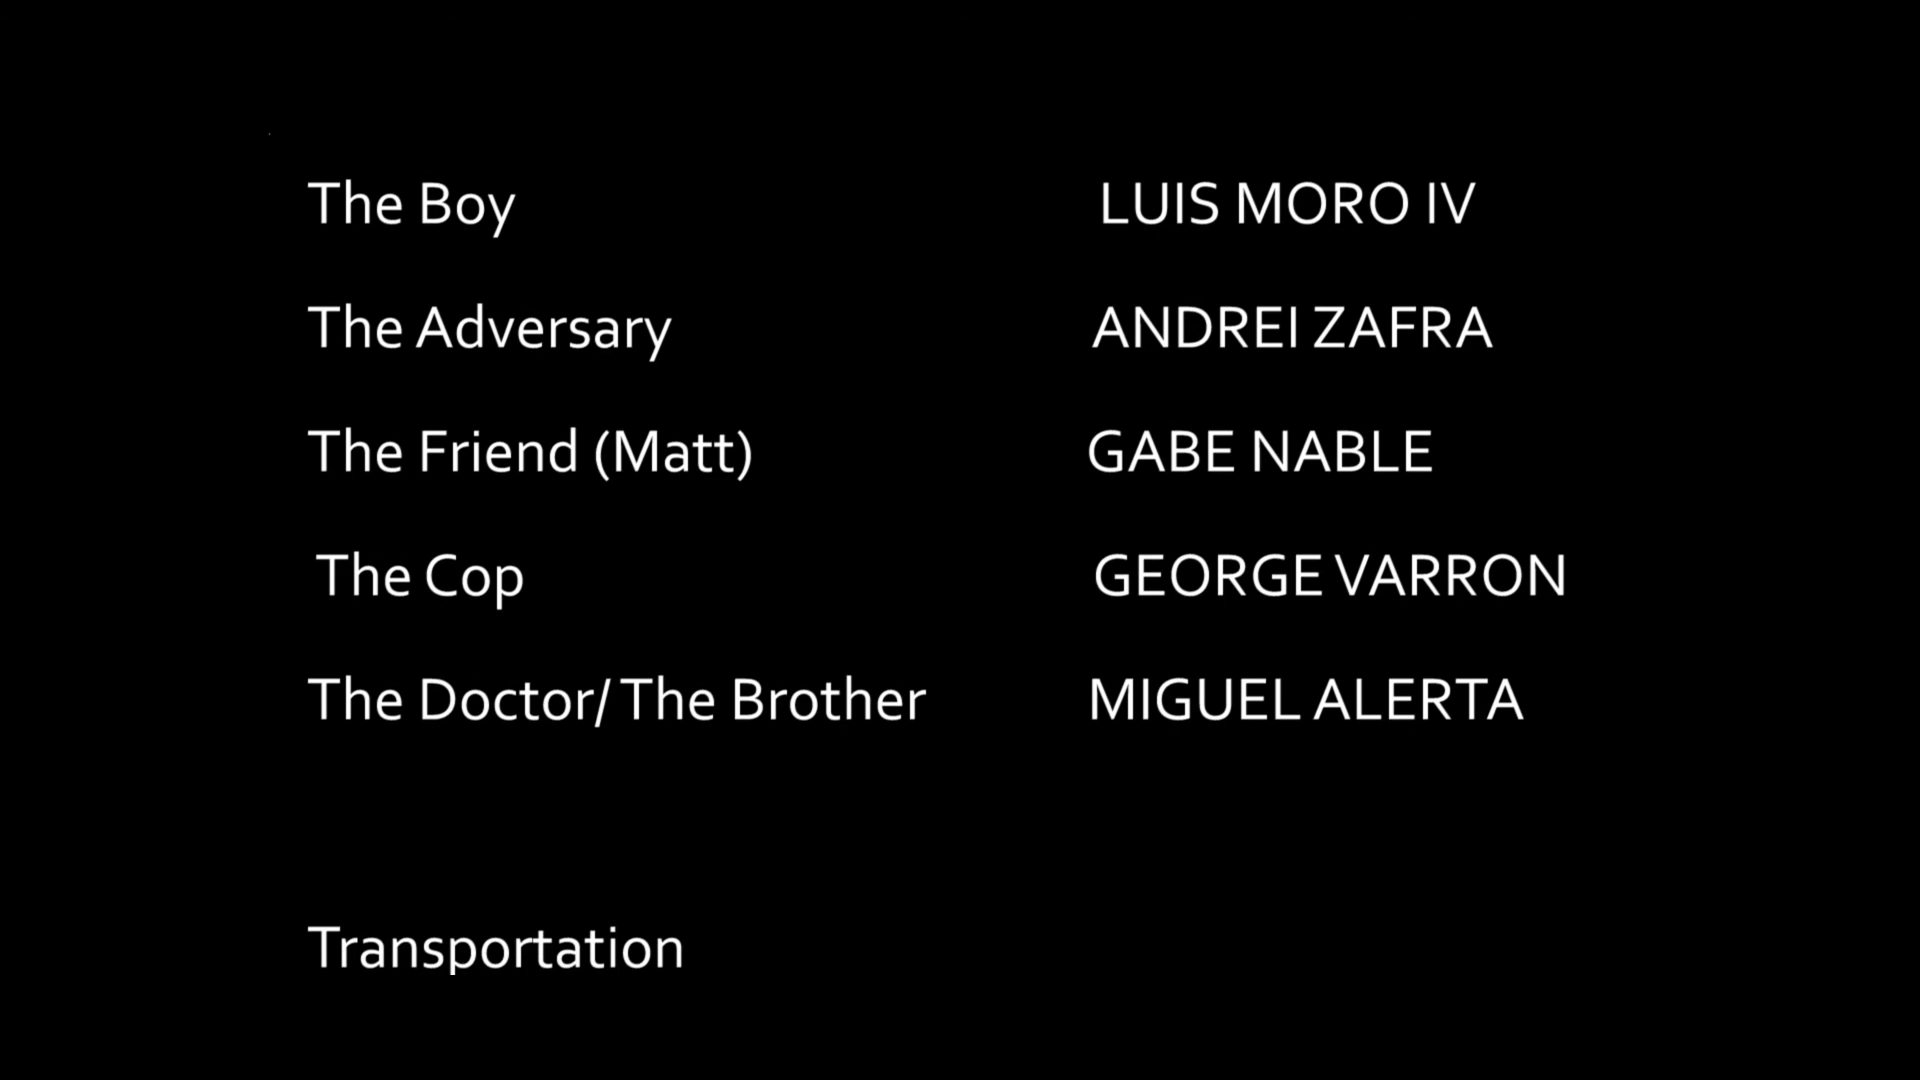 The Boy LUIS MORO IV
The Adversary ANDREI ZAFRA
The Friend (Matt) GABE NABLE
The Cop GEORGE VARRON
The Doctor/ The Brother MIGUEL ALERTA
Transportation